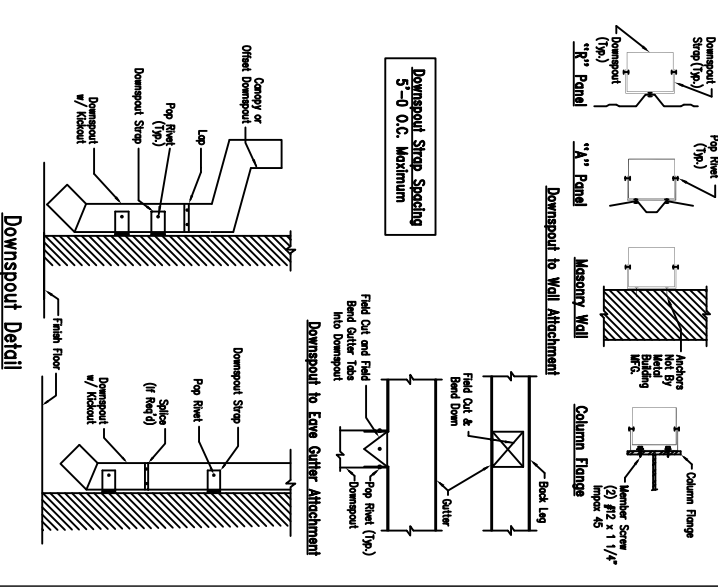 Downspout
Strap (Typ.)
Downspout
(Typ.)
"R" Panel
Pop Rivet
(Typ.)
"A" Panel
Masonry Wall
Anchors
Not By
Metal
Building
MFG.
Column Flange
Member Screw
(2) #12 x 1 1/4"
Impax 45
Column Flange
Downspout to Wall Attachment
Downspout Strap Spacing
5'-0 O.C. Maximum
Field Cut &
Bend Down
Back Leg
Gutter
Field Cut and Field
Bend Gutter Tabs
Into Downspout
Pop Rivet (Typ.)
Downspout
Downspout to Eave Gutter Attachment
Canopy or
Offset Downspout
Lap
Pop Rivet
(Typ.)
Downspout Strap
Downspout
w/ Kickout
Finish Floor
Downspout Strap
Pop Rivet
Splice
(If Req'd)
Downspout
w/ Kickout
Downspout Detail